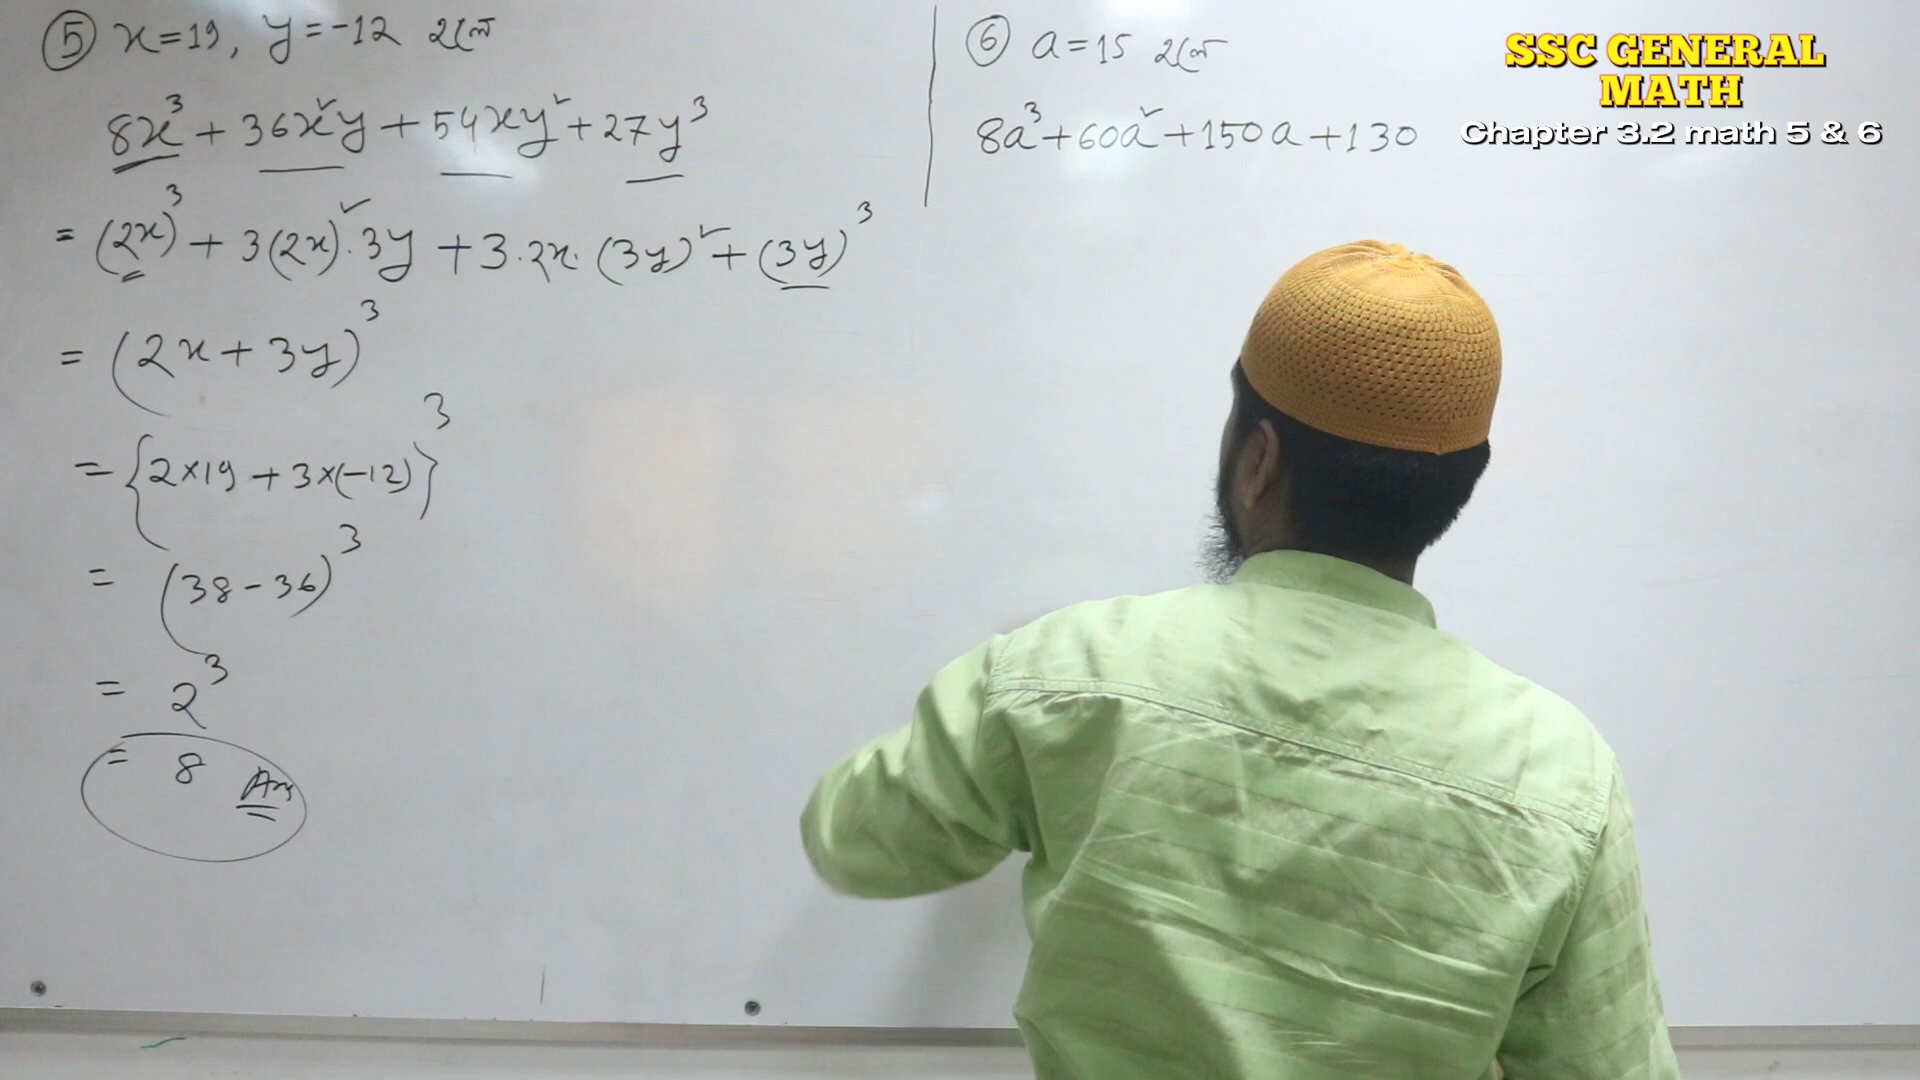 ⑤ x=19, y=-12 হলে
8x³ + 36x²y + 54xy² + 27y³
= (2x)³ + 3(2x)²·3y + 3·2x·(3y)² + (3y)³
= (2x + 3y)³
= {2×19 + 3×(-12)}³
= (38-36)³
= 2³
= 8 Ans
⑥ a=15 হলে
8a³+60a²+150a+130
SSC GENERAL
MATH
Chapter 3.2 math 5 & 6